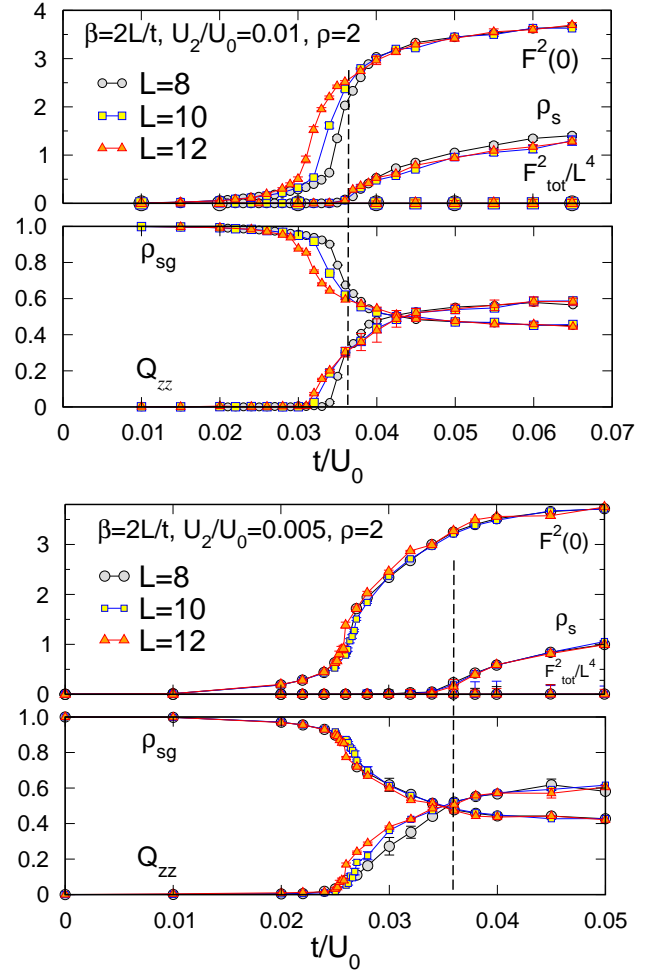 β=2L/t, U₂/U₀=0.01, ρ=2
L=8
L=10
L=12
F²(0)
ρₛ
F²ₜₒₜ/L⁴
4
3
2
1
0
ρsg
Qzz
1.0
0.8
0.6
0.4
0.2
0
0 0.01 0.02 0.03 0.04 0.05 0.06 0.07
t/U₀
β=2L/t, U₂/U₀=0.005, ρ=2
L=8
L=10
L=12
F²(0)
ρₛ
F²ₜₒₜ/L⁴
3
2
1
0
ρsg
Qzz
1.0
0.8
0.6
0.4
0.2
0
0 0.01 0.02 0.03 0.04 0.05
t/U₀